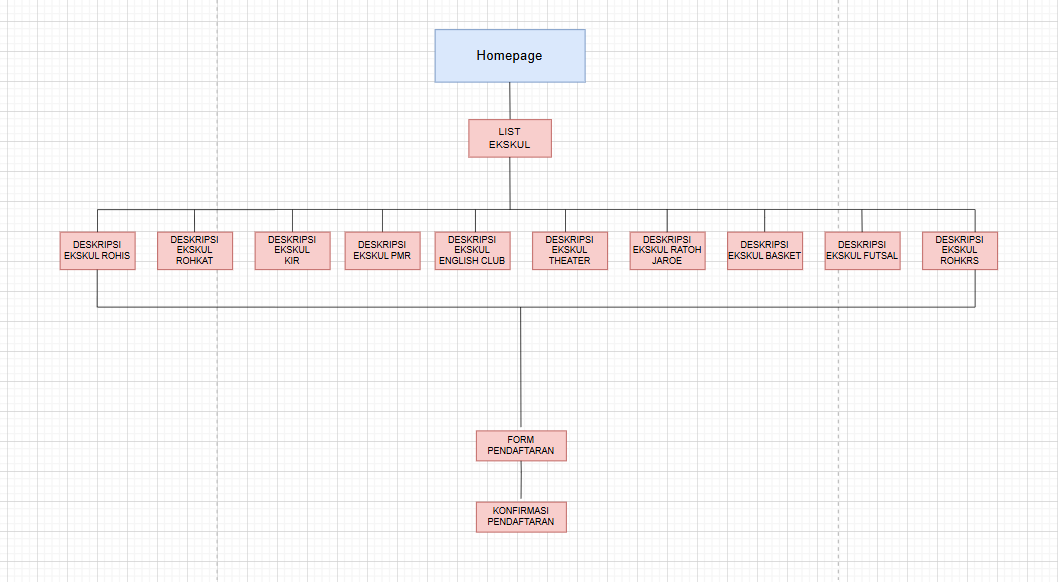 Homepage
LIST
EKSKUL
DESKRIPSI
EKSKUL ROHIS
DESKRIPSI
EKSKUL
ROHKAT
DESKRIPSI
EKSKUL
KIR
DESKRIPSI
EKSKUL PMR
DESKRIPSI
EKSKUL
ENGLISH CLUB
DESKRIPSI
EKSKUL
THEATER
DESKRIPSI
EKSKUL RATOH
JAROE
DESKRIPSI
EKSKUL BASKET
DESKRIPSI
EKSKUL FUTSAL
DESKRIPSI
EKSKUL
ROHKRS
FORM
PENDAFTARAN
KONFIRMASI
PENDAFTARAN